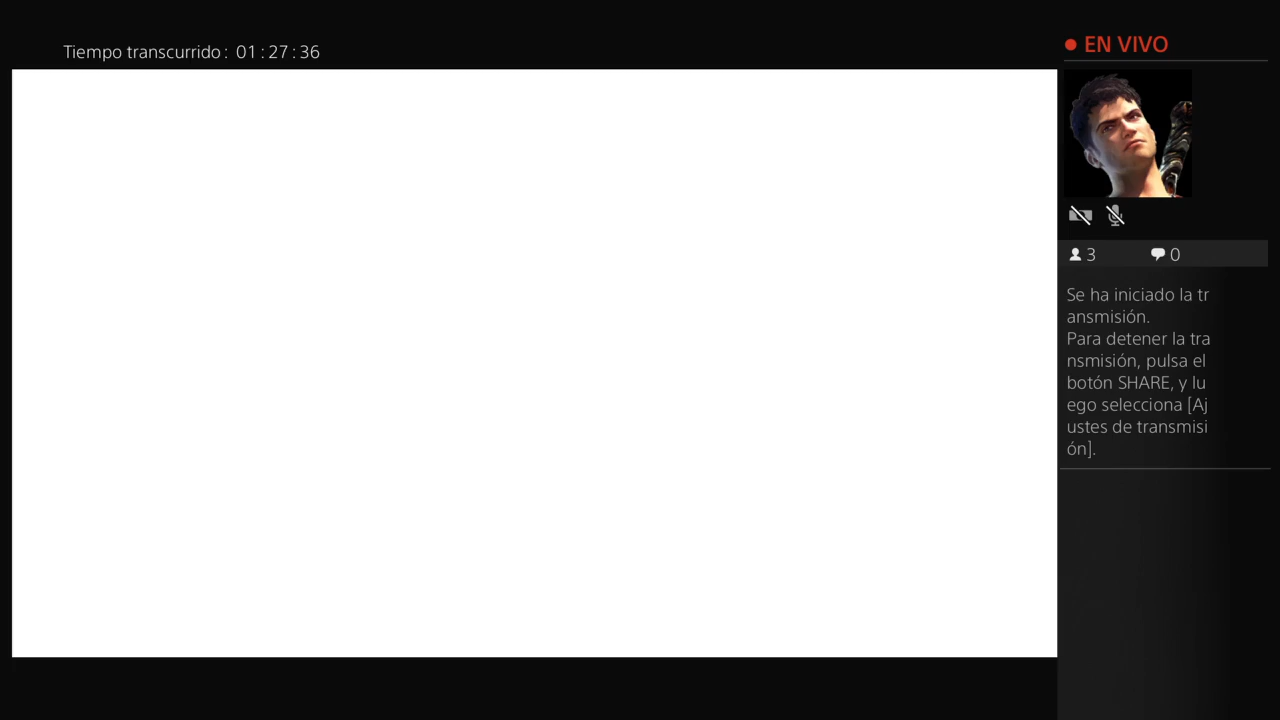 Tiempo transcurrido : 01 : 27 : 36
EN VIVO
3 0
Se ha iniciado la tr
ansmisión.
Para detener la tra
nsmisión, pulsa el
botón SHARE, y lu
ego selecciona [Aj
ustes de transmisi
ón].